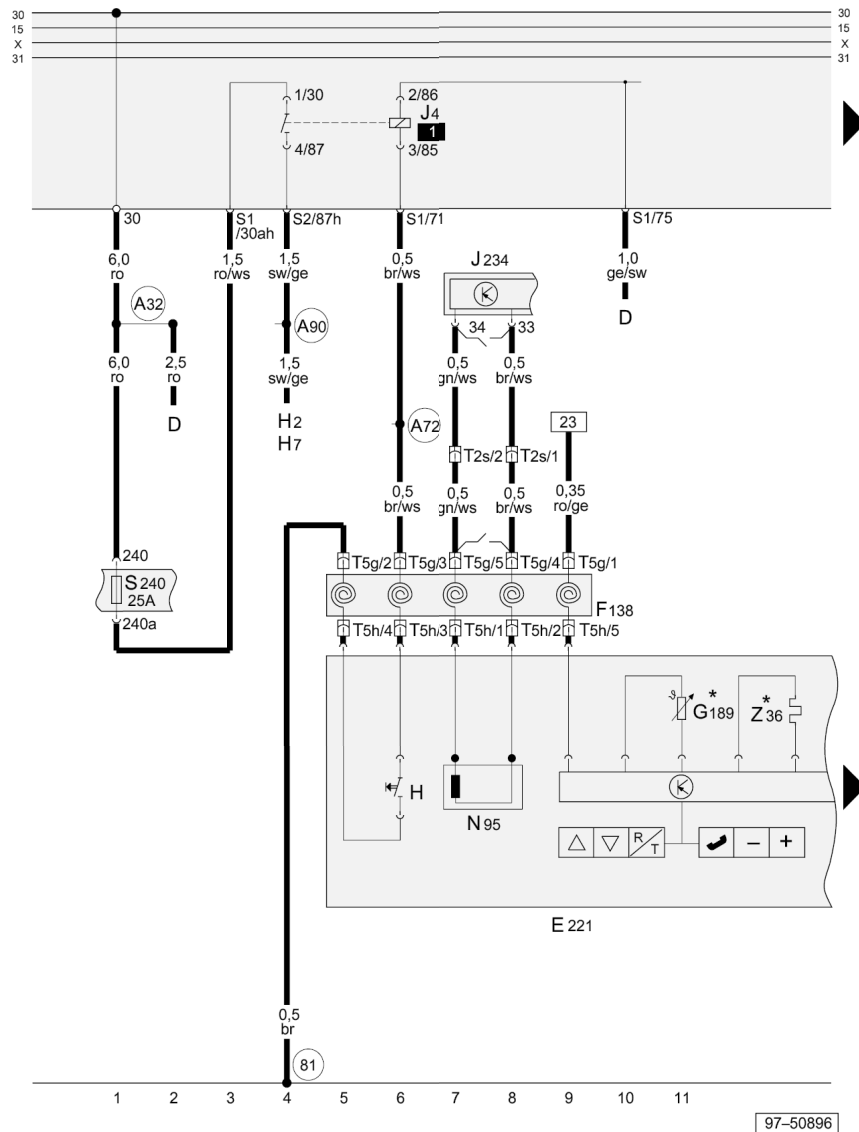 30 30
15 15
X X
31 31
1/30 2/86
J4
1
4/87 3/85
30 S1 /30ah S2/87h S1/71 S1/75
6,0 ro 1,5 ro/ws 1,5 sw/ge 0,5 br/ws J 234 1,0 ge/sw
A32 A90 34 33 D
6,0 ro 2,5 ro 1,5 sw/ge 0,5 gn/ws 0,5 br/ws
D H2 A72 23
H7
T2s/2 T2s/1
0,5 br/ws 0,5 gn/ws 0,5 br/ws 0,35 ro/ge
240 T5g/2 T5g/3 T5g/5 T5g/4 T5g/1
S 240
25A F138
240a T5h/4 T5h/3 T5h/1 T5h/2 T5h/5
ϑ * *
G189 Z 36
H
N 95
R/T − +
E 221
0,5
br
81
1 2 3 4 5 6 7 8 9 10 11
97–50896